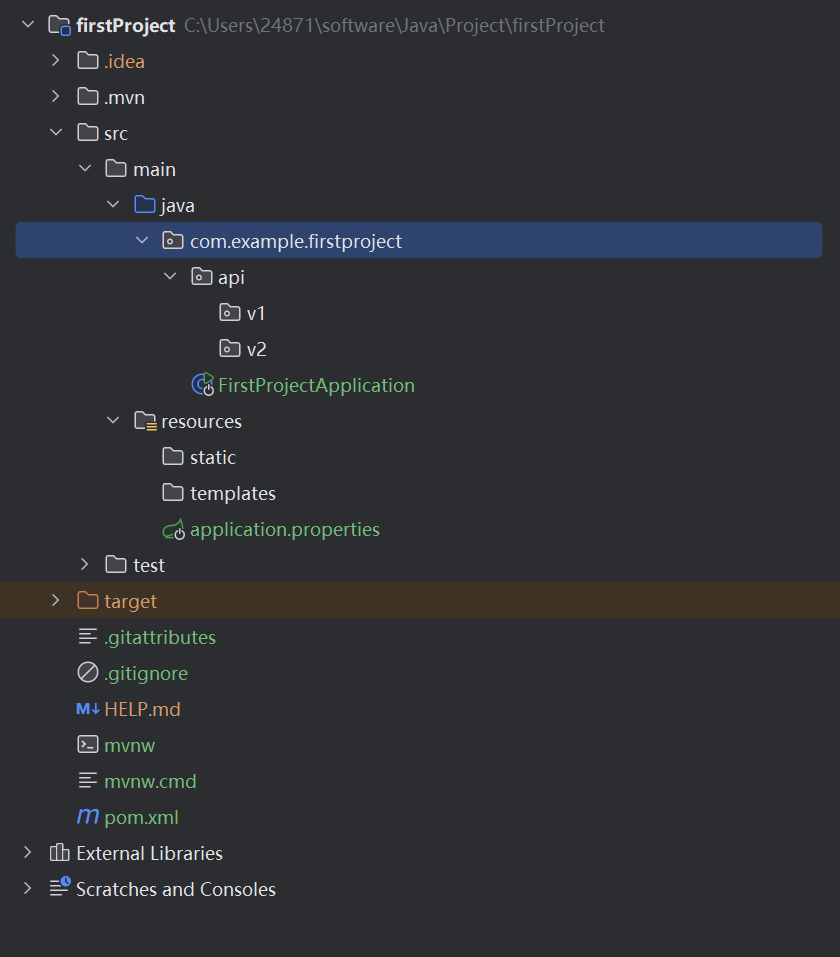 firstProject C:\Users\24871\software\Java\Project\firstProject
.idea
.mvn
src
main
java
com.example.firstproject
api
v1
v2
FirstProjectApplication
resources
static
templates
application.properties
test
target
.gitattributes
.gitignore
M↓ HELP.md
mvnw
mvnw.cmd
m pom.xml
External Libraries
Scratches and Consoles